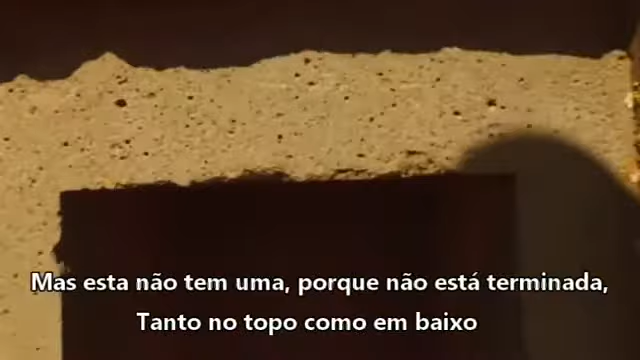 Mas esta não tem uma, porque não está terminada,
Tanto no topo como em baixo